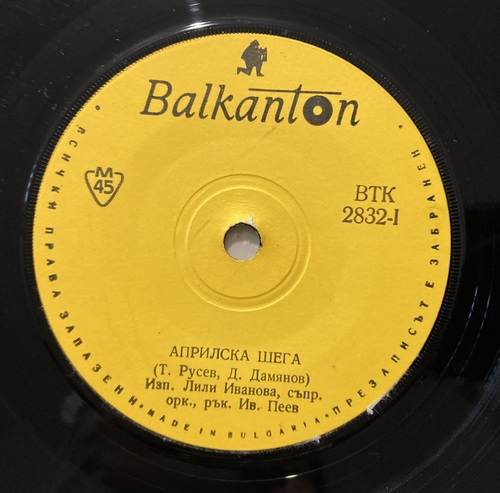 Balkanton
M
45
ВТК
2832-I
АПРИЛСКА ШЕГА
(Т. Русев, Д. Дамянов)
Изп. Лили Иванова, съпр.
орк., рък. Ив. Пеев
ВСИЧКИ ПРАВА ЗАПАЗЕНИ • MADE IN BULGARIA • ПРЕЗАПИСЪТ Е ЗАБРАНЕН